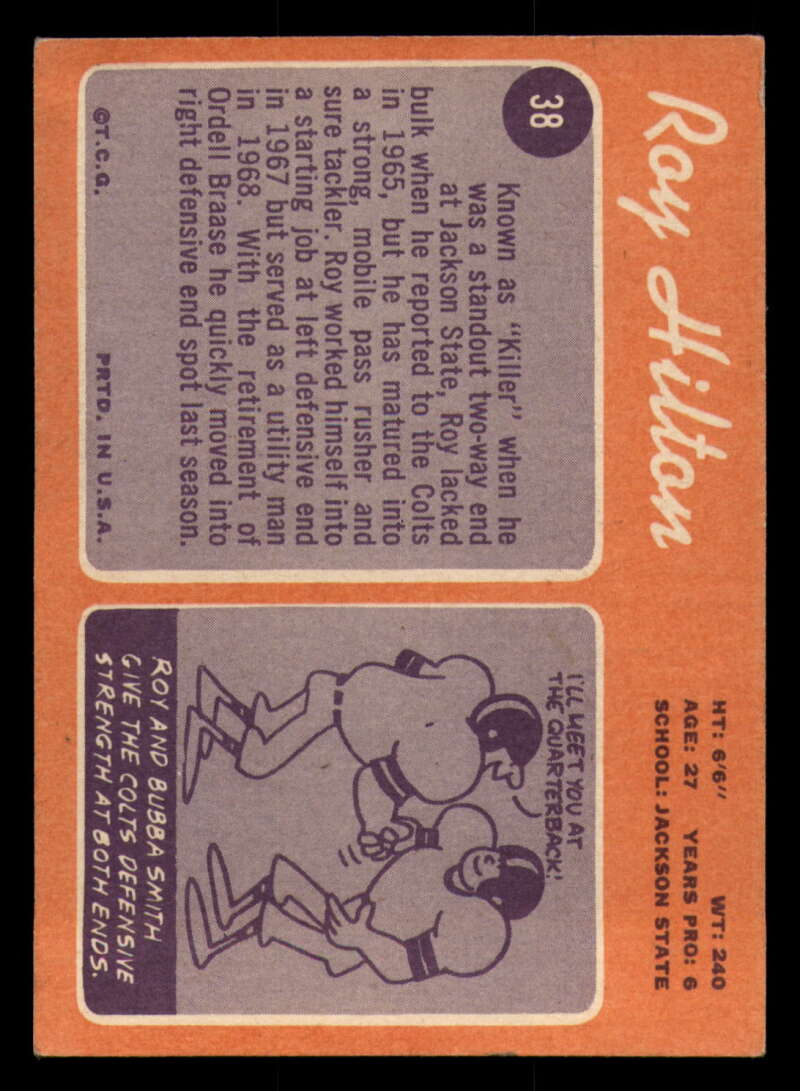 Roy Hilton
HT: 6'6" WT: 240
AGE: 27 YEARS PRO: 6
SCHOOL: JACKSON STATE
38
Known as "Killer" when he
was a standout two-way end
at Jackson State, Roy lacked
bulk when he reported to the Colts
in 1965, but he has matured into
a strong, mobile pass rusher and
sure tackler. Roy worked himself into
a starting job at left defensive end
in 1967 but served as a utility man
in 1968. With the retirement of
Ordell Braase he quickly moved into
right defensive end spot last season.
©T.C.G. PRTD. IN U.S.A.
I'LL MEET YOU AT
THE QUARTERBACK!
ROY AND BUBBA SMITH
GIVE THE COLTS DEFENSIVE
STRENGTH AT BOTH ENDS.